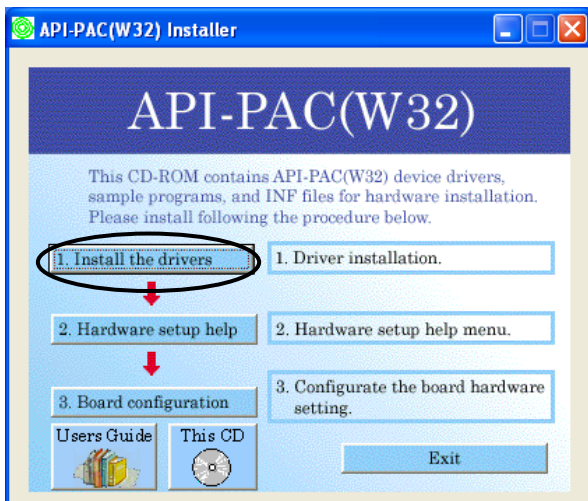 API-PAC(W32) Installer
API-PAC(W32)
This CD-ROM contains API-PAC(W32) device drivers,
sample programs, and INF files for hardware installation.
Please install following the procedure below.
1. Install the drivers
1. Driver installation.
2. Hardware setup help
2. Hardware setup help menu.
3. Board configuration
3. Configurate the board hardware
setting.
Users Guide
This CD
Exit